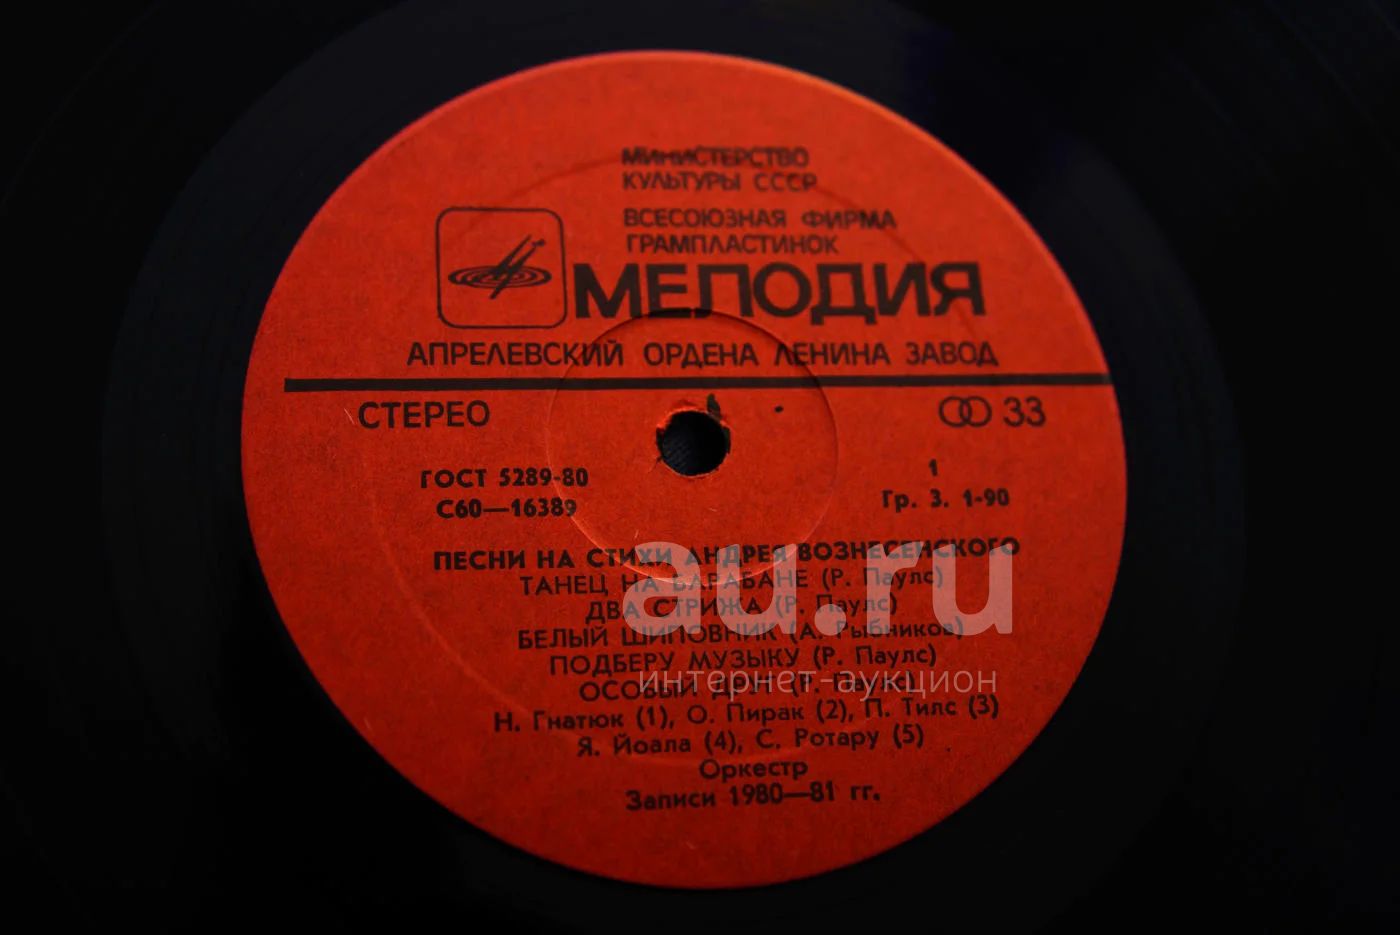 МИНИСТЕРСТВО
КУЛЬТУРЫ СССР
ВСЕСОЮЗНАЯ ФИРМА
ГРАМПЛАСТИНОК
МЕЛОДИЯ
АПРЕЛЕВСКИЙ ОРДЕНА ЛЕНИНА ЗАВОД
СТЕРЕО 33
ГОСТ 5289-80 1
С60—16389 Гр. 3. 1-90
ПЕСНИ НА СТИХИ АНДРЕЯ ВОЗНЕСЕНСКОГО
ТАНЕЦ НА БАРАБАНЕ (Р. Паулс)
ДВА СТРИЖА (Р. Паулс)
БЕЛЫЙ ШИПОВНИК (А. Рыбников)
ПОДБЕРУ МУЗЫКУ (Р. Паулс)
ОСОБЫЙ ДРУГ (Р. Паулс)
Н. Гнатюк (1), О. Пирак (2), П. Тилс (3)
Я. Йоала (4), С. Ротару (5)
Оркестр
Записи 1980—81 гг.
au.ru
интернет-аукцион